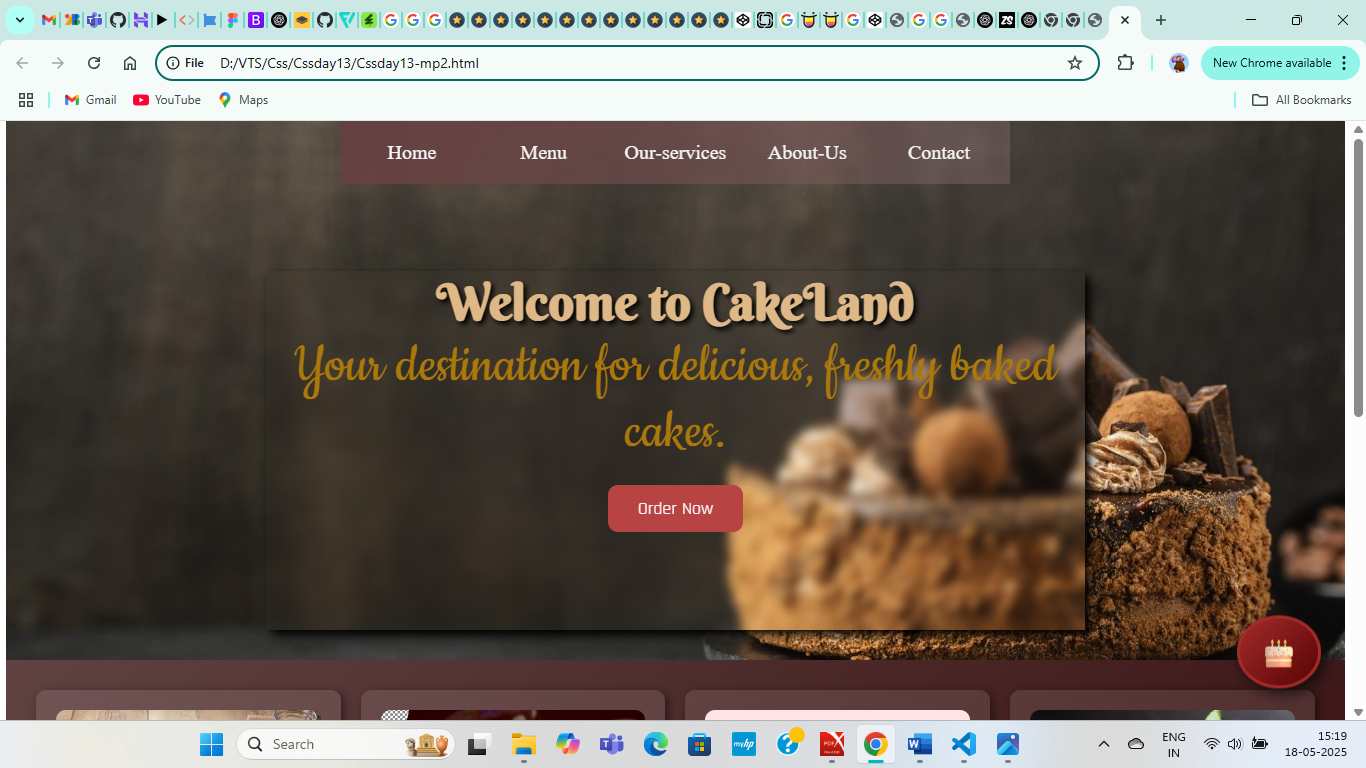 File
D:/VTS/Css/Cssday13/Cssday13-mp2.html
New Chrome available
Gmail
YouTube
Maps
All Bookmarks
Home
Menu
Our-services
About-Us
Contact
Welcome to CakeLand
Your destination for delicious, freshly baked
cakes.
Order Now
Search
ENG
IN
15:19
18-05-2025